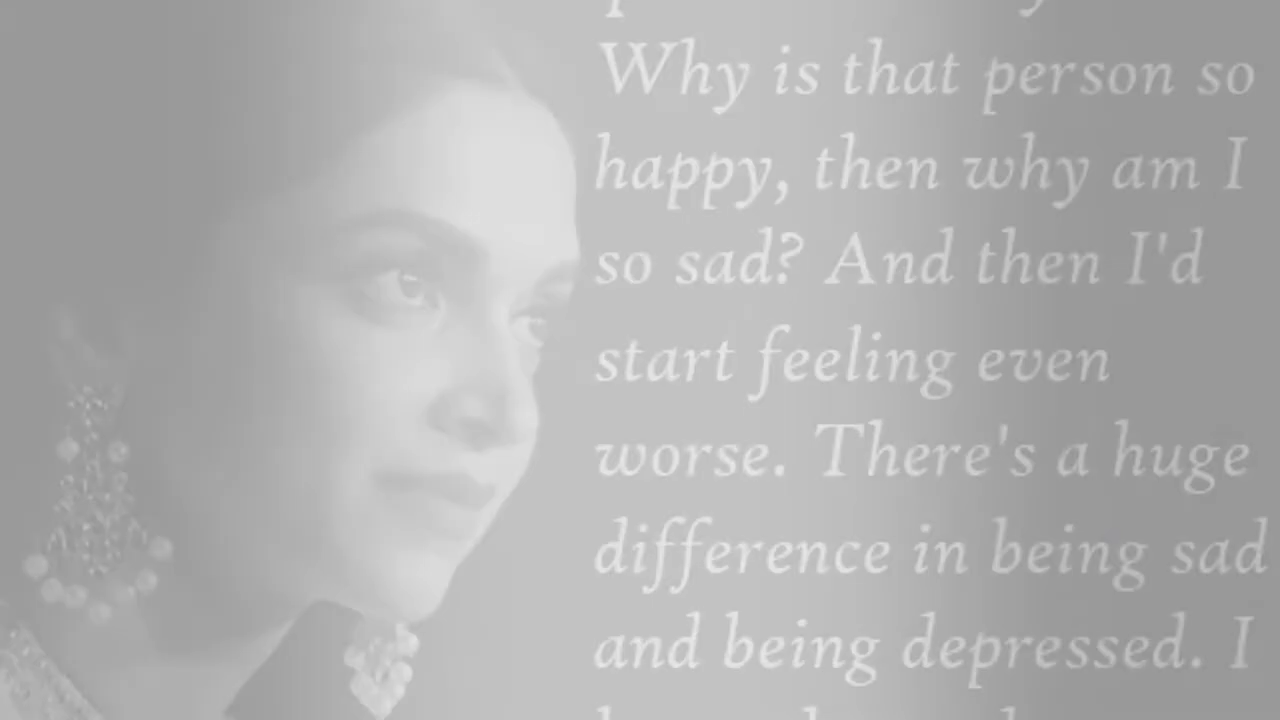 Why is that person so
happy, then why am I
so sad? And then I'd
start feeling even
worse. There's a huge
difference in being sad
and being depressed. I